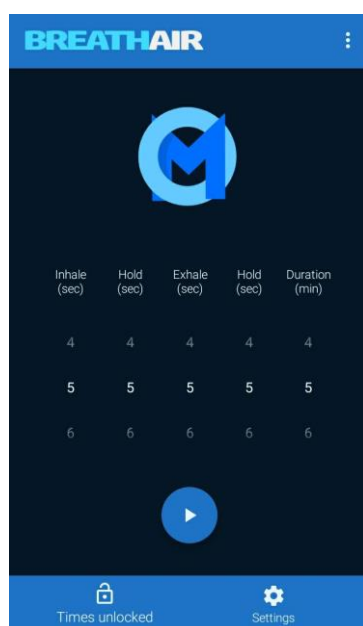 BREATHAIR
OM
Inhale Hold Exhale Hold Duration
(sec) (sec) (sec) (sec) (min)
4 4 4 4 4
5 5 5 5 5
6 6 6 6 6
Times unlocked Settings